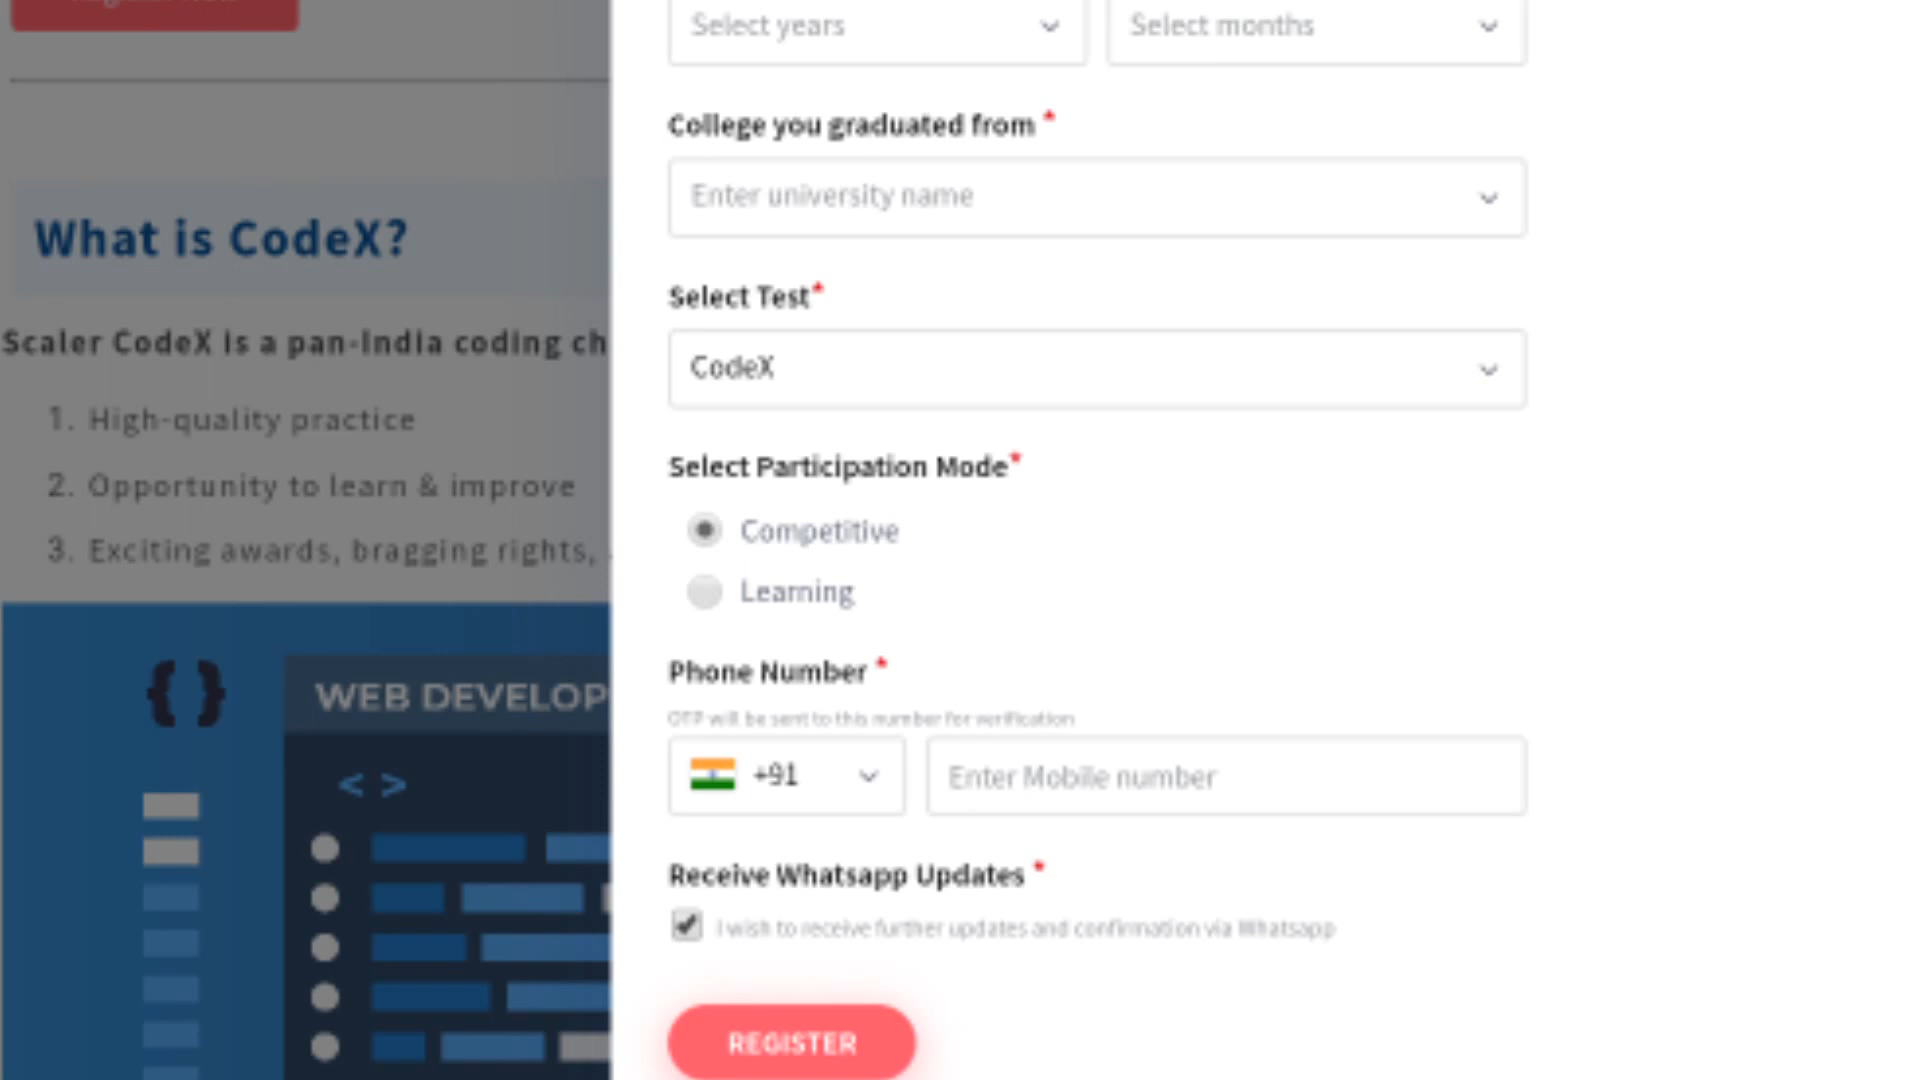 What is CodeX?
Scaler CodeX is a pan-India coding ch
1. High-quality practice
2. Opportunity to learn & improve
3. Exciting awards, bragging rights,
{ }
WEB DEVELOP
< >
Select years
Select months
College you graduated from *
Enter university name
Select Test*
CodeX
Select Participation Mode*
Competitive
Learning
Phone Number *
OTP will be sent to this number for verification
+91
Enter Mobile number
Receive Whatsapp Updates *
I wish to receive further updates and confirmation via Whatsapp
REGISTER